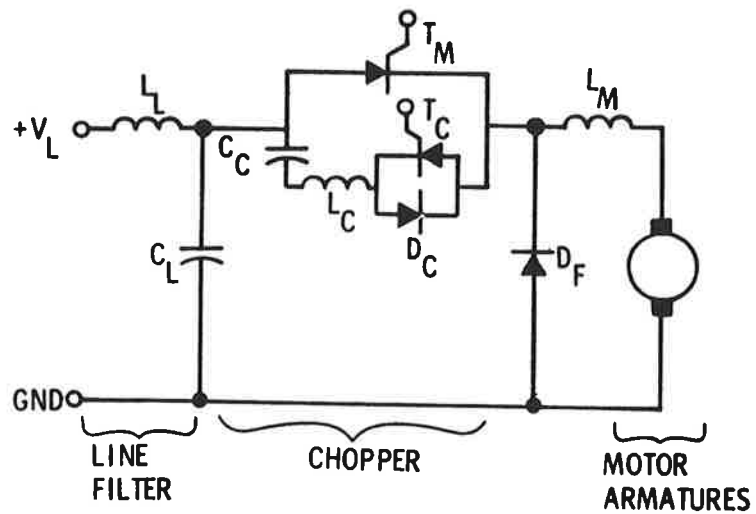 T_M
L_L
L_M
+V_L
C_C
T_C
L_C
D_C
C_L
D_F
GND
LINE
FILTER
CHOPPER
MOTOR
ARMATURES